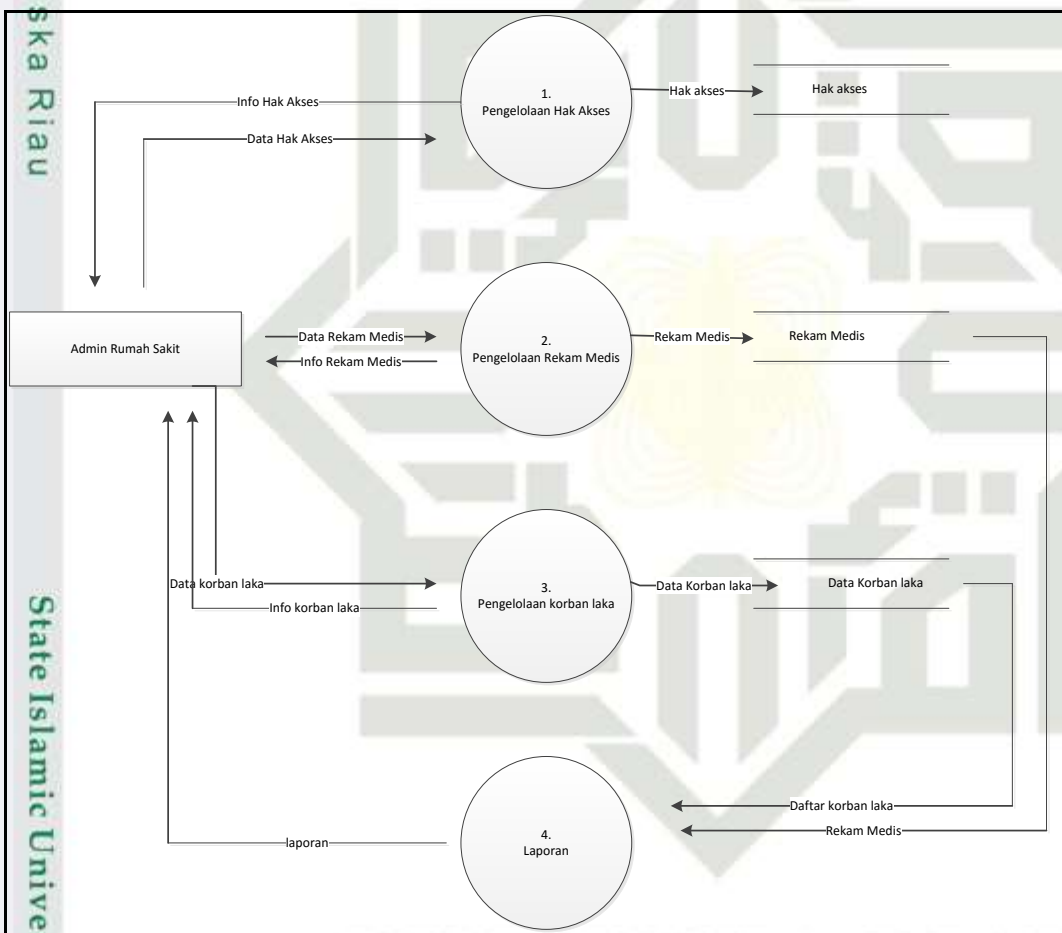 ska Riau
State Islamic Unive
1.
Pengelolaan Hak Akses
Info Hak Akses
Data Hak Akses
Hak akses
Hak akses
Admin Rumah Sakit
Data Rekam Medis
Info Rekam Medis
2.
Pengelolaan Rekam Medis
Rekam Medis
Rekam Medis
Data korban laka
Info korban laka
3.
Pengelolaan korban laka
Data Korban laka
Data Korban laka
Daftar korban laka
Rekam Medis
laporan
4.
Laporan